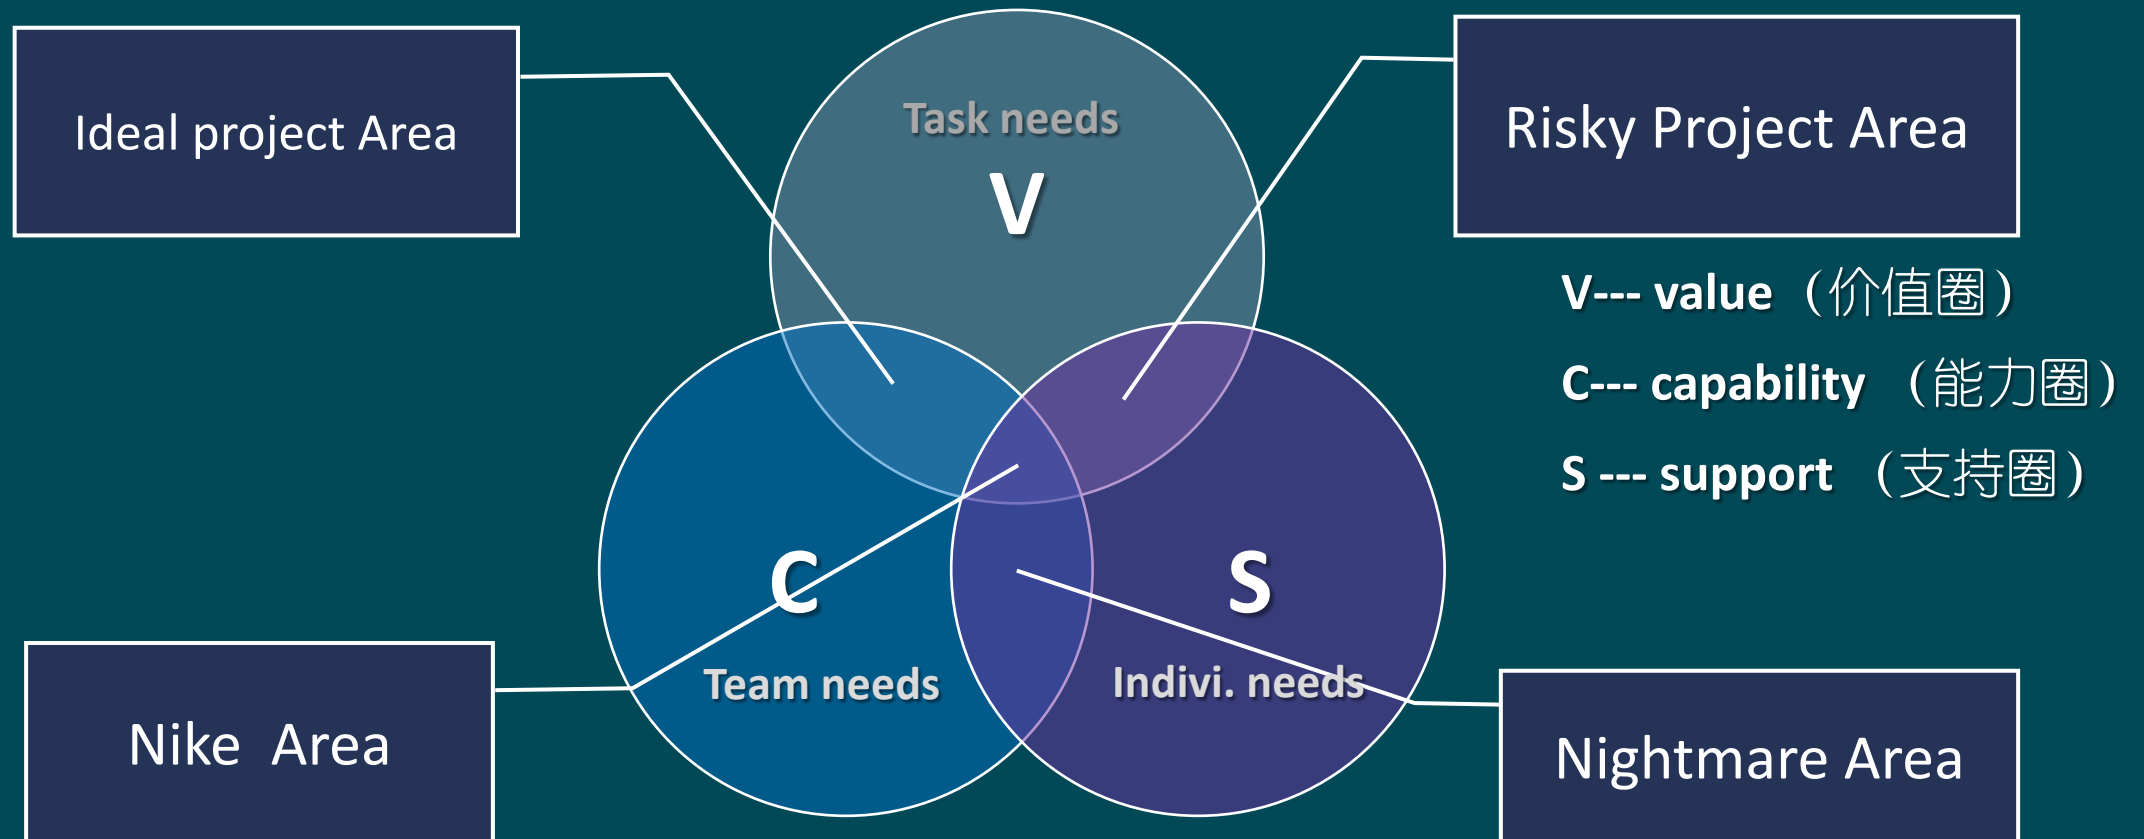 Ideal project Area
Task needs
V
Risky Project Area
V--- value（价值圈）
C--- capability （能力圈）
S --- support （支持圈）
C
S
Team needs
Indivi. needs
Nike  Area
Nightmare Area